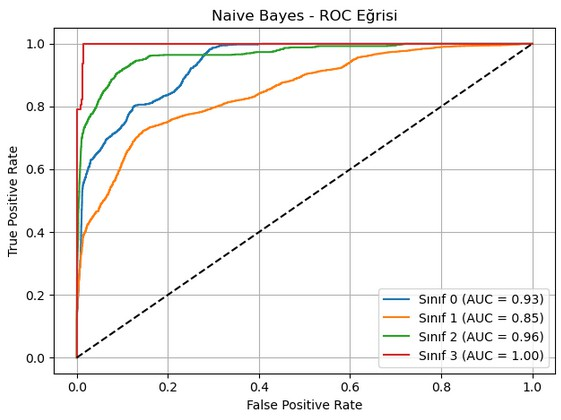 Naive Bayes - ROC Eğrisi
True Positive Rate
1.0
0.8
0.6
0.4
0.2
0.0
Sınıf 0 (AUC = 0.93)
Sınıf 1 (AUC = 0.85)
Sınıf 2 (AUC = 0.96)
Sınıf 3 (AUC = 1.00)
0.0 0.2 0.4 0.6 0.8 1.0
False Positive Rate